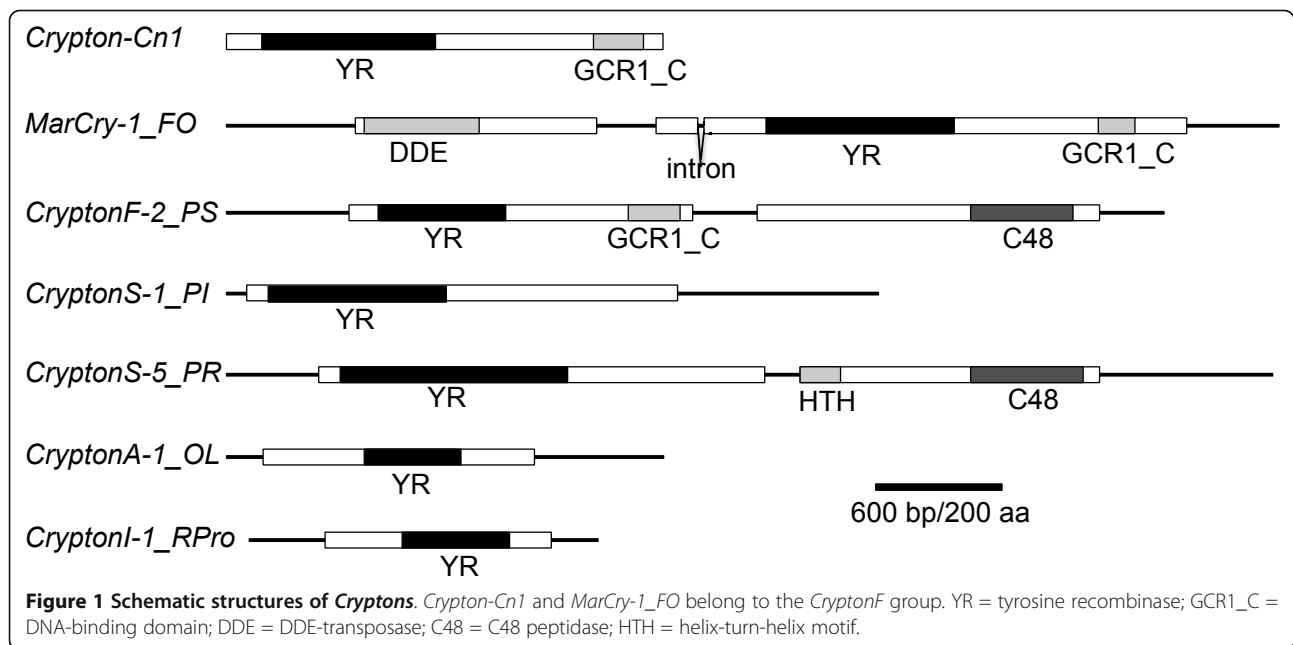 Crypton-Cn1
YR GCR1_C
MarCry-1_FO
DDE intron YR GCR1_C
CryptonF-2_PS
YR GCR1_C C48
CryptonS-1_PI
YR
CryptonS-5_PR
YR HTH C48
CryptonA-1_OL
YR
600 bp/200 aa
CryptonI-1_RPro
YR
Figure 1 Schematic structures of Cryptons. Crypton-Cn1 and MarCry-1_FO belong to the CryptonF group. YR = tyrosine recombinase; GCR1_C =
DNA-binding domain; DDE = DDE-transposase; C48 = C48 peptidase; HTH = helix-turn-helix motif.